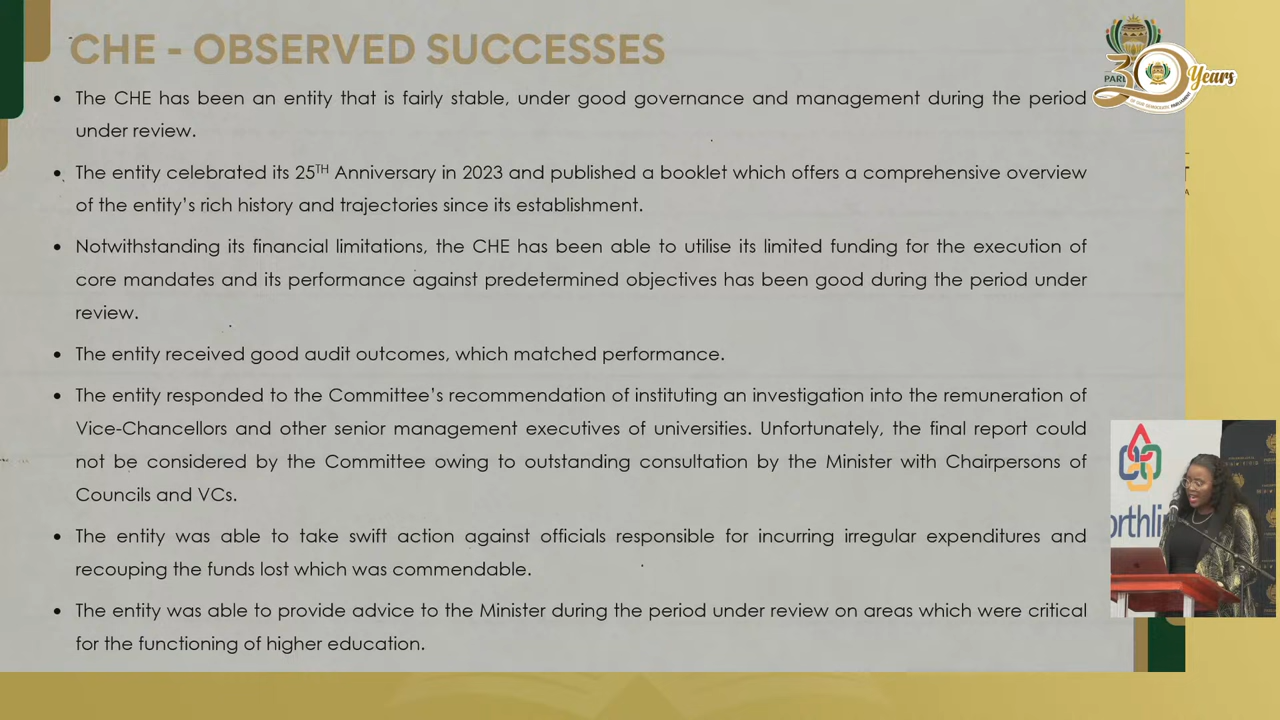 CHE - OBSERVED SUCCESSES
• The CHE has been an entity that is fairly stable, under good governance and management during the period
under review.
• The entity celebrated its 25TH Anniversary in 2023 and published a booklet which offers a comprehensive overview
of the entity's rich history and trajectories since its establishment.
• Notwithstanding its financial limitations, the CHE has been able to utilise its limited funding for the execution of
core mandates and its performance against predetermined objectives has been good during the period under
review.
• The entity received good audit outcomes, which matched performance.
• The entity responded to the Committee's recommendation of instituting an investigation into the remuneration of
Vice-Chancellors and other senior management executives of universities. Unfortunately, the final report could
not be considered by the Committee owing to outstanding consultation by the Minister with Chairpersons of
Councils and VCs.
• The entity was able to take swift action against officials responsible for incurring irregular expenditures and
recouping the funds lost which was commendable.
• The entity was able to provide advice to the Minister during the period under review on areas which were critical
for the functioning of higher education.
PARL
30 Years
OF OUR DEMOCRATIC PARLIAMENT
T
A
orthlin